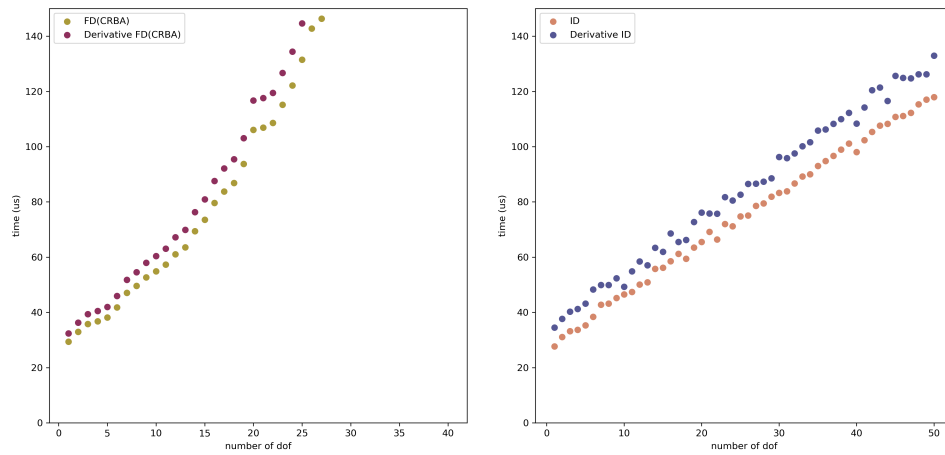 FD(CRBA)
Derivative FD(CRBA)
140
120
100
80
60
40
20
0
time (us)
0 5 10 15 20 25 30 35 40
number of dof
ID
Derivative ID
140
120
100
80
60
40
20
0
time (us)
0 10 20 30 40 50
number of dof